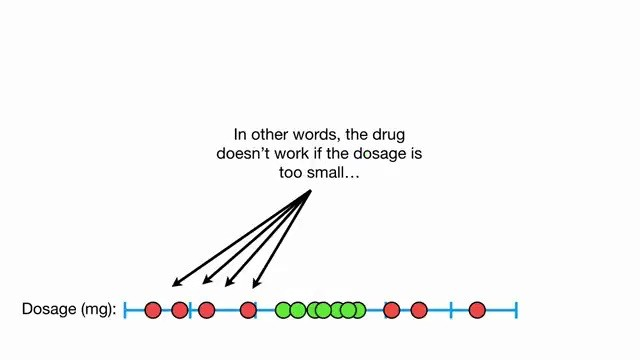 In other words, the drug
doesn’t work if the dosage is
too small…
Dosage (mg):